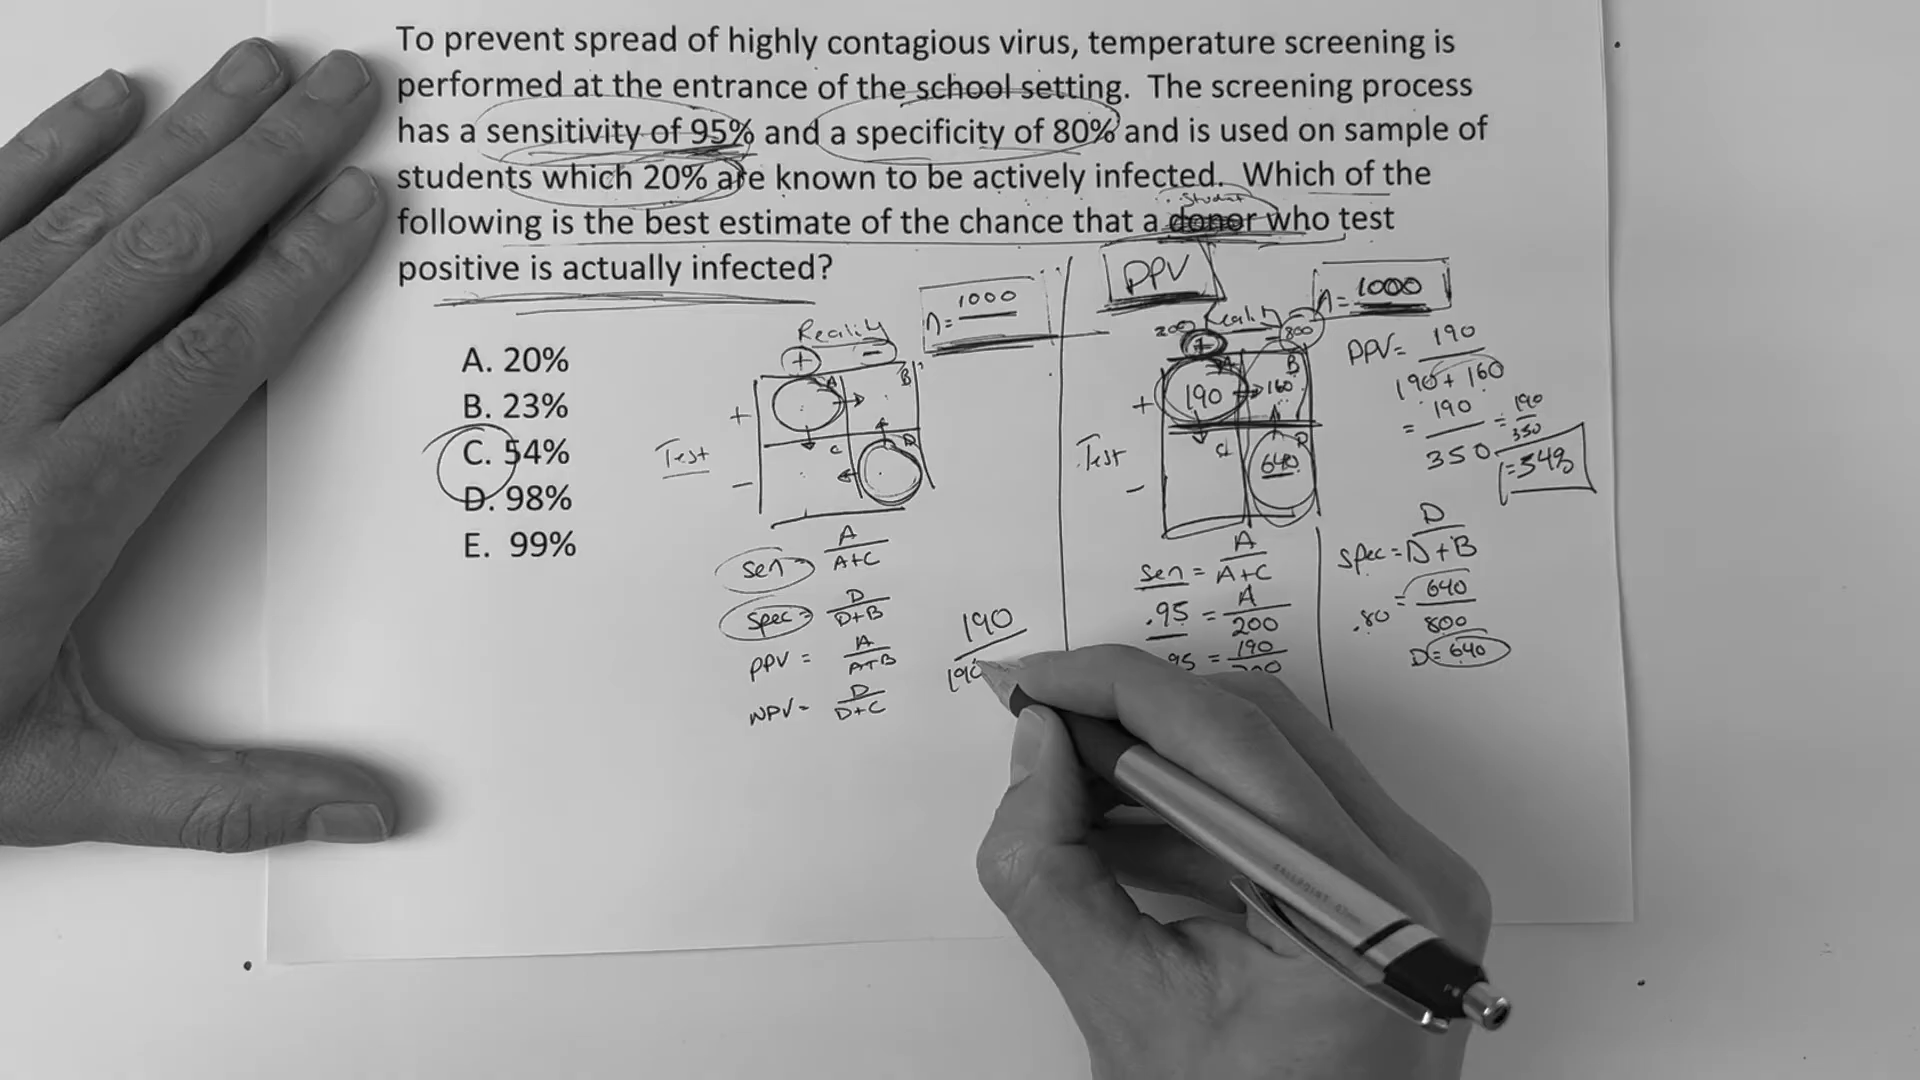 To prevent spread of highly contagious virus, temperature screening is
performed at the entrance of the school setting. The screening process
has a sensitivity of 95% and a specificity of 80% and is used on sample of
students which 20% are known to be actively infected. Which of the
student
following is the best estimate of the chance that a donor who test
positive is actually infected?
A. 20%
B. 23%
C. 54%
D. 98%
E. 99%
n= 1000
Reality
+ -
A B
+
Test
C D
-
sen = A
A+C
spec = D
D+B
PPV = A
A+B
NPV = D
D+C
190
190
PPV
n= 1000
200 Reality 800
+
A B
+ 190 160
Test
D
- 640
sen = A
A+C
.95 = A
200
95 = 190
PPV= 190
190+160
= 190 = 190
350 350
spec = D
D+B
.80 = 640
800
D = 640